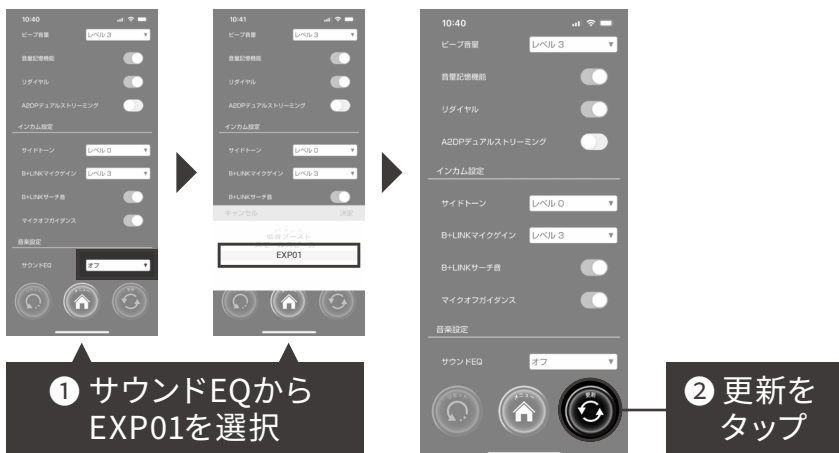 10:40
ビープ音量 レベル 3
音量記憶機能
リダイヤル
A2DPデュアルストリーミング
インカム設定
サイドトーン レベル 0
B+LINKマイクゲイン レベル 3
B+LINKサーチ音
マイクオフガイダンス
音楽設定
サウンドEQ オフ
10:41
ビープ音量 レベル 3
音量記憶機能
リダイヤル
A2DPデュアルストリーミング
インカム設定
サイドトーン レベル 0
B+LINKマイクゲイン レベル 3
B+LINKサーチ音
キャンセル 決定
EXP01
10:40
ビープ音量 レベル 3
音量記憶機能
リダイヤル
A2DPデュアルストリーミング
インカム設定
サイドトーン レベル 0
B+LINKマイクゲイン レベル 3
B+LINKサーチ音
マイクオフガイダンス
音楽設定
サウンドEQ オフ
リセット メニュー 更新
❶ サウンドEQから
EXP01を選択
❷ 更新を
タップ